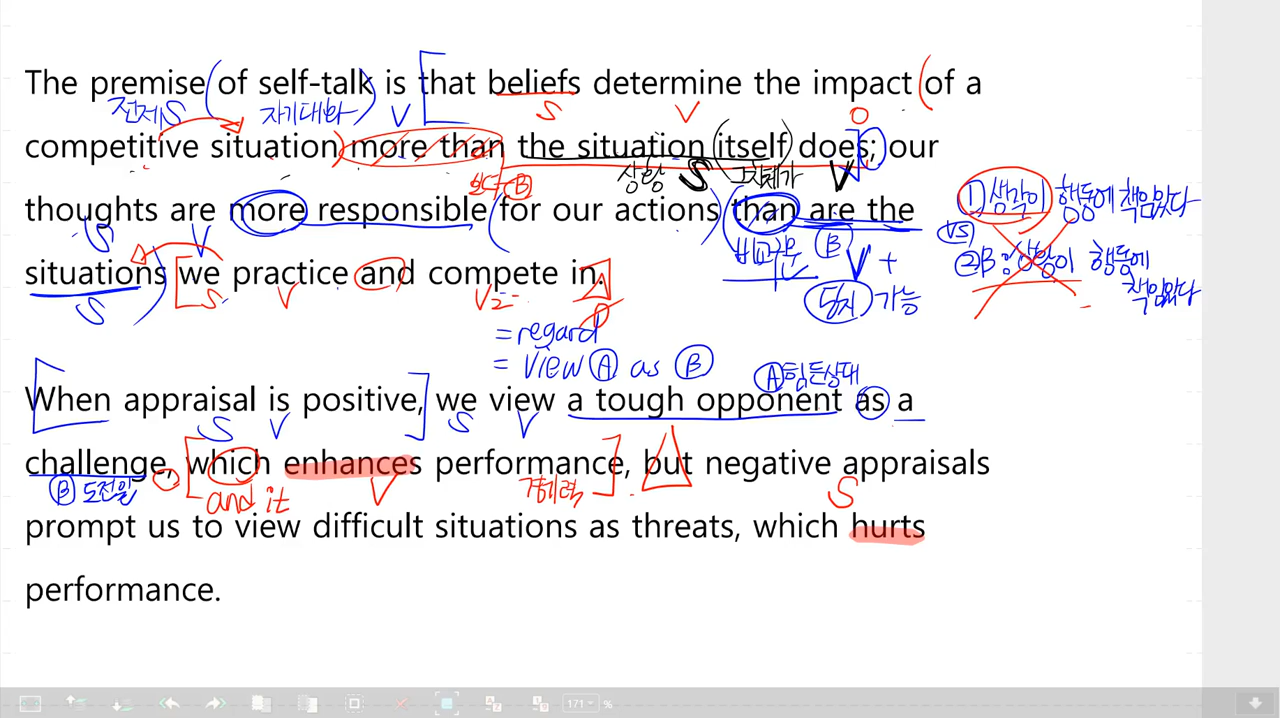 The premise of self-talk is that beliefs determine the impact of a
전제 S 자기대화 V S V O
competitive situation more than the situation itself does; our
상황 S 그자체가 V
thoughts are more responsible for our actions than are the
① 생각이 행동에 책임있다
S V 비교구문 B V +
VS
situations we practice and compete in.
② B: 상황이 행동에
책임있다
S S V V2 도치 가능
= regard
= view A as B
A 힘든상대
When appraisal is positive, we view a tough opponent as a
S V S V
challenge, which enhances performance, but negative appraisals
B 도전일 and it V S
prompt us to view difficult situations as threats, which hurts
performance.
171 %